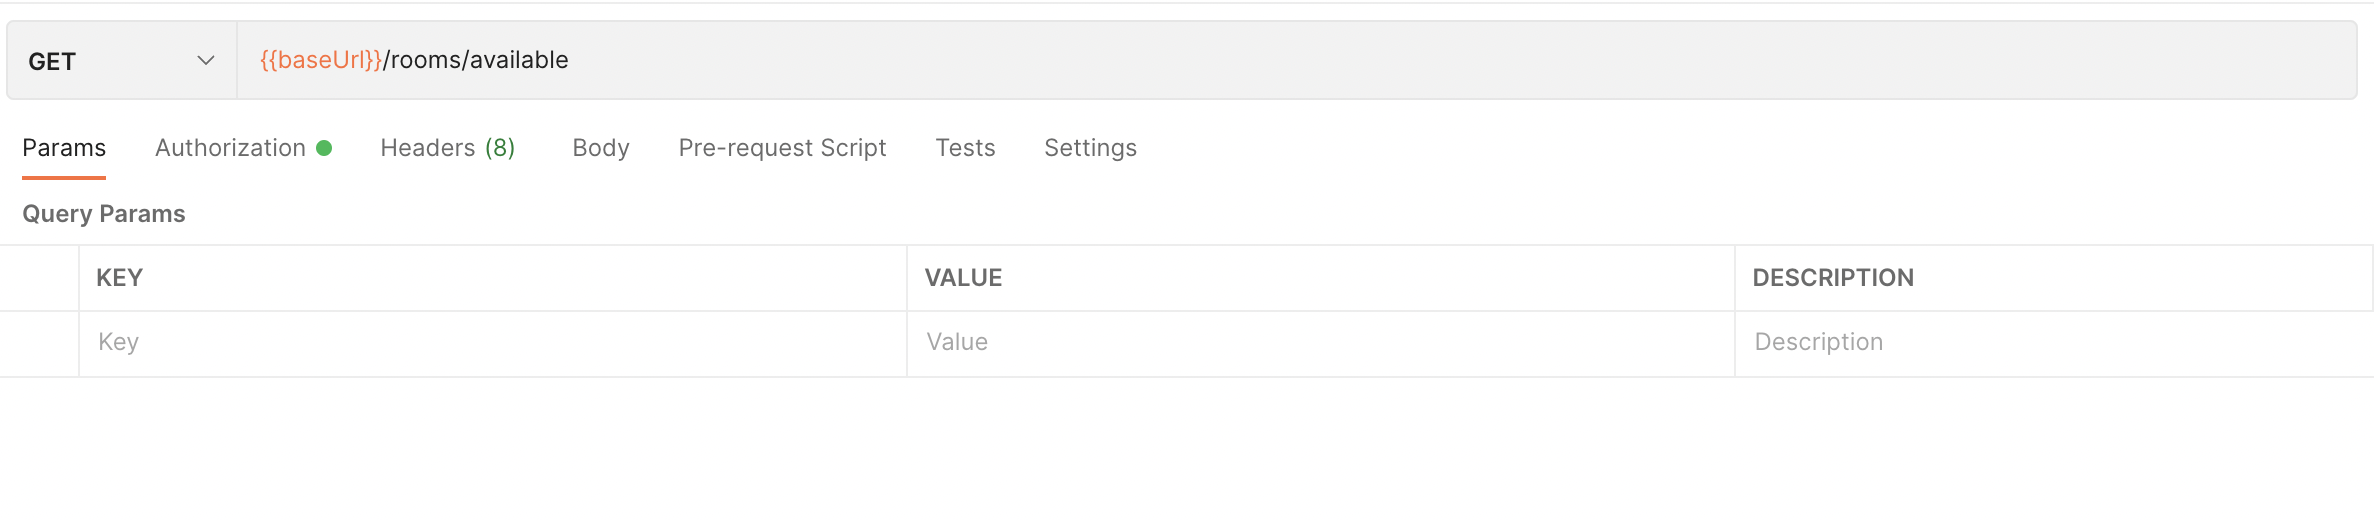 GET {{baseUrl}}/rooms/available
Params Authorization Headers (8) Body Pre-request Script Tests Settings
Query Params
KEY VALUE DESCRIPTION
Key Value Description